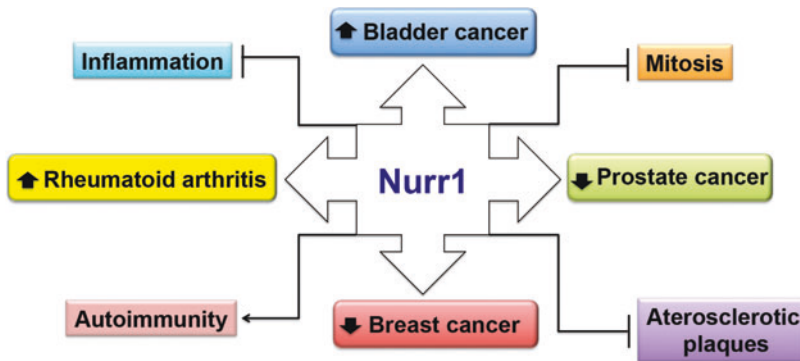 Bladder cancer
Inflammation
Mitosis
Rheumatoid arthritis
Nurr1
Prostate cancer
Autoimmunity
Breast cancer
Aterosclerotic
plaques